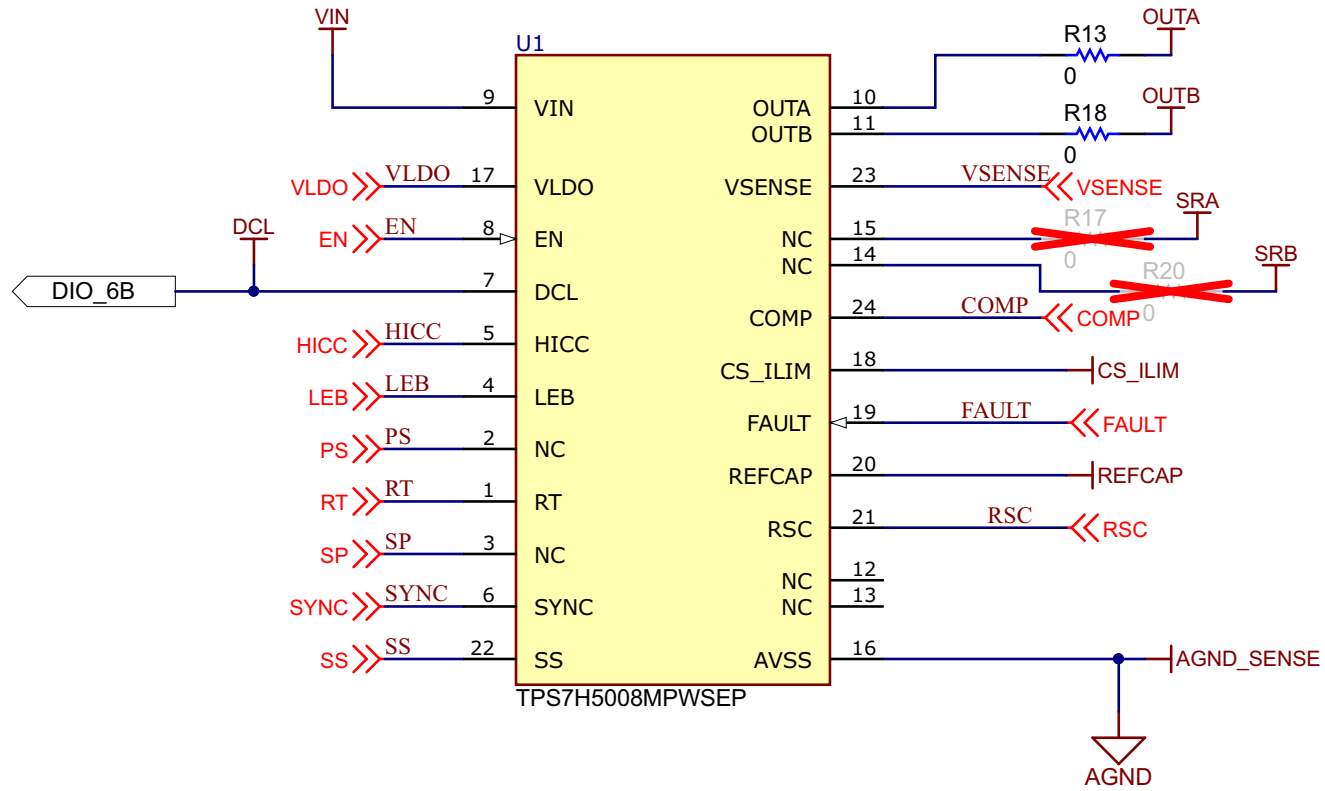 VIN
OUTA
R13
U1
0
9
VIN
OUTA
10
OUTB
OUTB
11
R18
0
VLDO
VLDO
17
VLDO
VSENSE
23
VSENSE
VSENSE
SRA
DCL
EN
EN
8
EN
NC
15
R17
0
NC
14
SRB
R20
0
DIO_6B
7
DCL
COMP
24
COMP
COMP
HICC
HICC
5
HICC
CS_ILIM
18
CS_ILIM
LEB
LEB
4
LEB
FAULT
19
FAULT
FAULT
PS
PS
2
NC
REFCAP
20
REFCAP
RT
RT
1
RT
RSC
21
RSC
RSC
SP
SP
3
NC
NC
12
SYNC
SYNC
6
SYNC
NC
13
SS
SS
22
SS
AVSS
16
AGND_SENSE
TPS7H5008MPWSEP
AGND